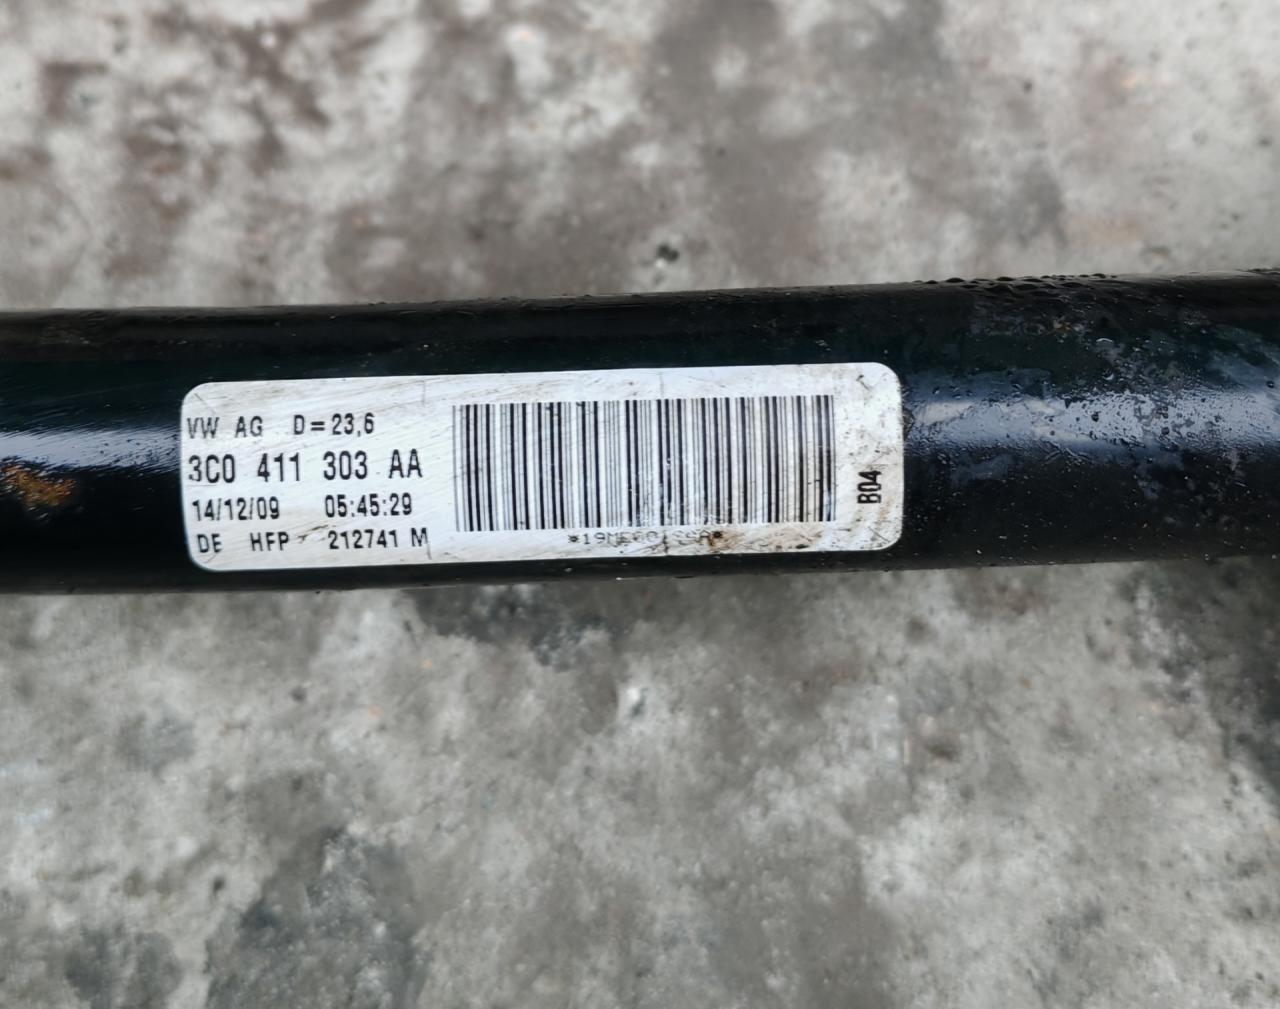 VW AG D=23,6
3C0 411 303 AA
14/12/09 05:45:29
DE HFP 212741 M
B04